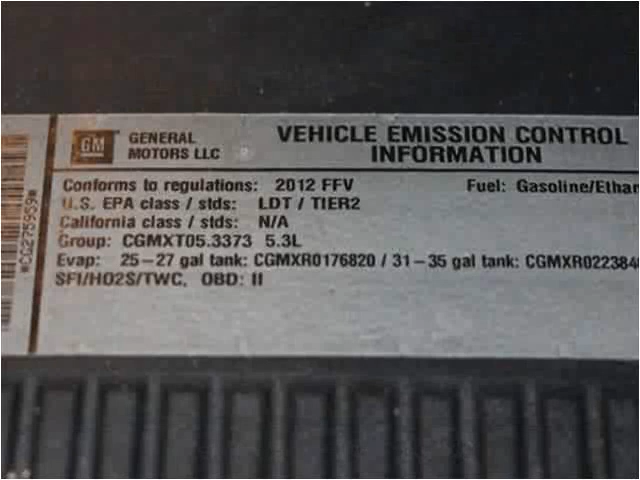 GM GENERAL MOTORS LLC
VEHICLE EMISSION CONTROL INFORMATION
Conforms to regulations: 2012 FFV Fuel: Gasoline/Ethan
U.S. EPA class / stds: LDT / TIER2
California class / stds: N/A
Group: CGMXT05.3373 5.3L
Evap: 25-27 gal tank: CGMXR0176820 / 31-35 gal tank: CGMXR022384
SFI/HO2S/TWC, OBD: II
*CG275959*